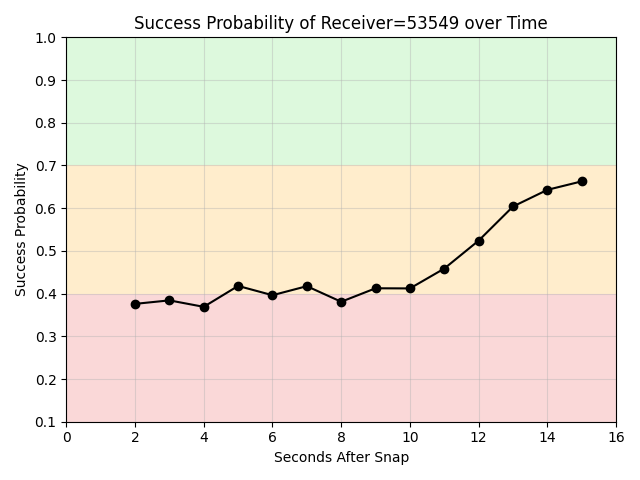 Success Probability of Receiver=53549 over Time
1.0
0.9
0.8
0.7
0.6
0.5
0.4
0.3
0.2
0.1
Success Probability
0 2 4 6 8 10 12 14 16
Seconds After Snap